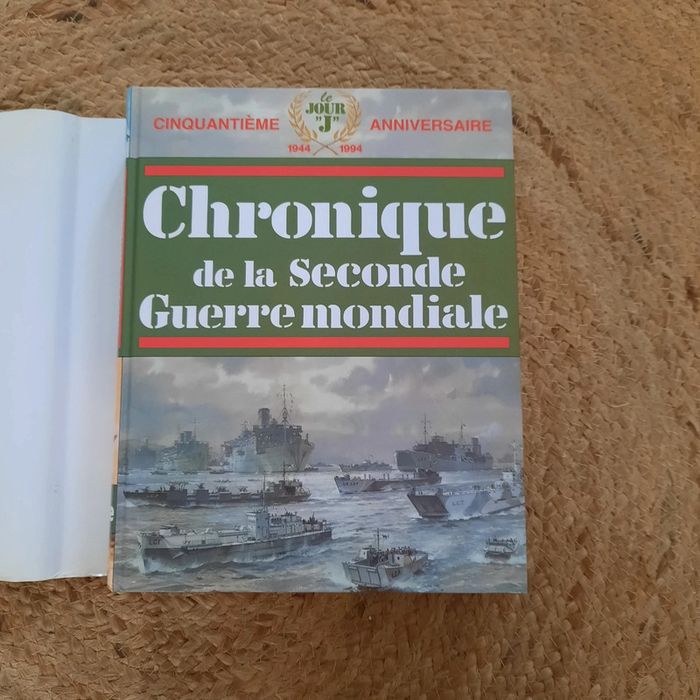 le
JOUR
"J"
CINQUANTIÈME ANNIVERSAIRE
1944 1994
Chronique
de la Seconde
Guerre mondiale